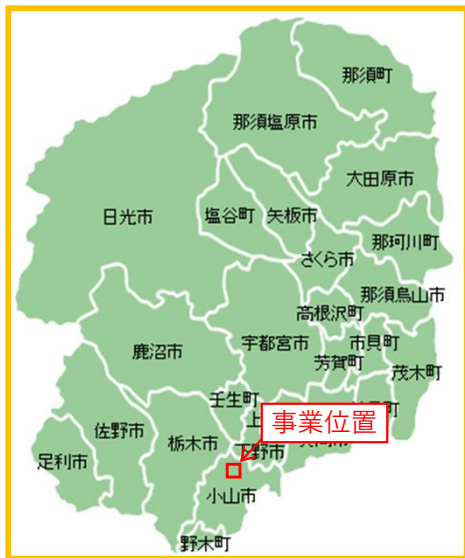 那須町
那須塩原市
大田原市
日光市
塩谷町
矢板市
那珂川町
さくら市
那須烏山市
高根沢町
宇都宮市
市貝町
鹿沼市
芳賀町
茂木町
壬生町
上
町
事業位置
佐野市
栃木市
下野市
足利市
小山市
野木町